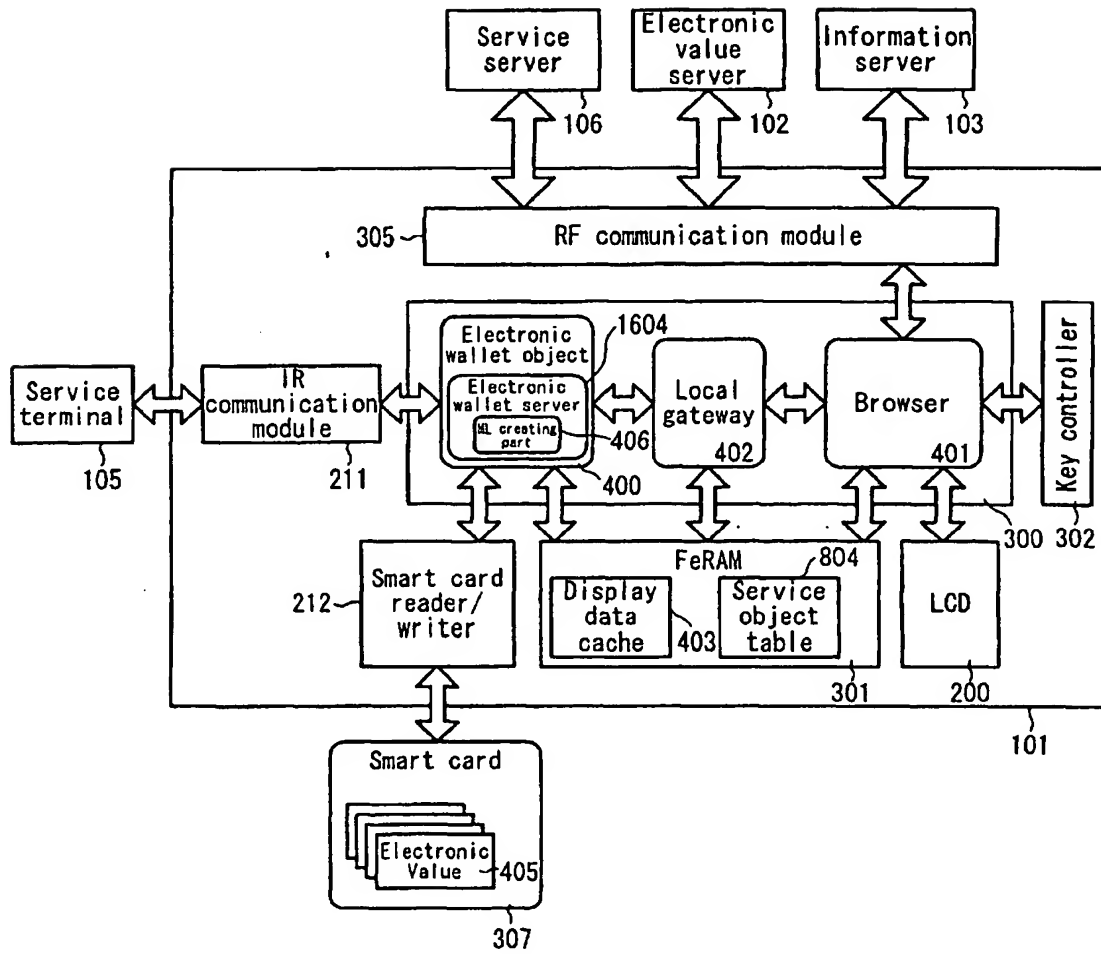 Service
server
106
Electronic
value server
102
Information
server
103
305
RF communication module
Electronic
wallet object
1604
Electronic
wallet server
creating
part
406
400
Local
gateway
402
Browser
401
Key controller
302
300
Service
terminal
105
IR
communication
module
211
212
Smart card
reader/
writer
FeRAM
804
Display
data
cache
403
Service
object
table
301
LCD
200
101
Smart card
Electronic
Value
405
307